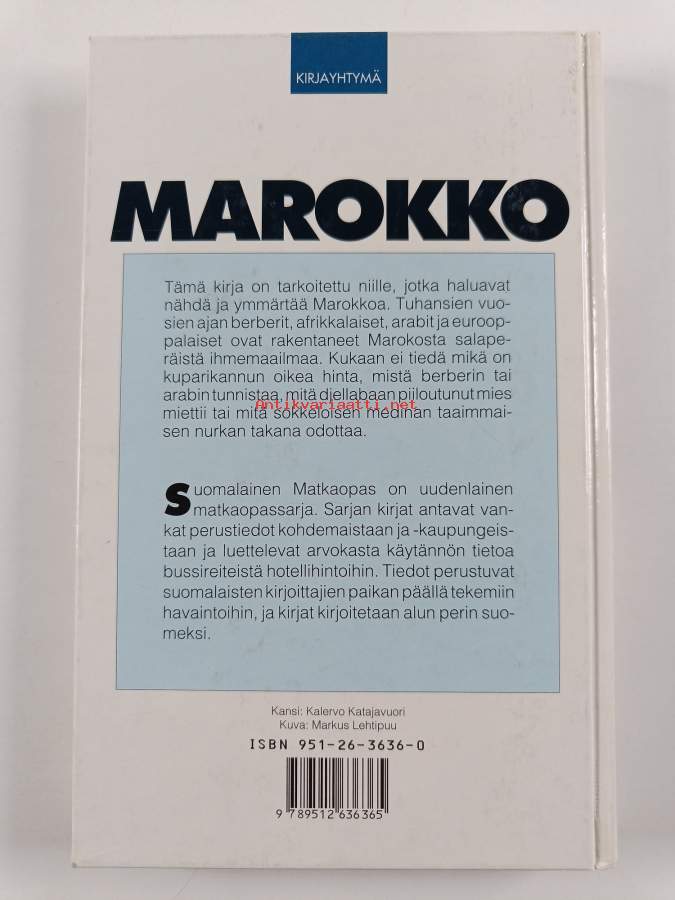 KIRJAYHTYMÄ
MAROKKO
Tämä kirja on tarkoitettu niille, jotka haluavat
nähdä ja ymmärtää Marokkoa. Tuhansien vuo-
sien ajan berberit, afrikkalaiset, arabit ja euroop-
palaiset ovat rakentaneet Marokosta salape-
räistä ihmemaailmaa. Kukaan ei tiedä mikä on
kuparikannun oikea hinta, mistä berberin tai
arabin tunnistaa, mitä djellabaan piiloutunut mies
Antikvariaatti.net
miettii tai mitä sokkeloisen medinan taaimmai-
sen nurkan takana odottaa.
Suomalainen Matkaopas on uudenlainen
matkaopassarja. Sarjan kirjat antavat van-
kat perustiedot kohdemaistaan ja -kaupungeis-
taan ja luettelevat arvokasta käytännön tietoa
bussireiteistä hotellihintoihin. Tiedot perustuvat
suomalaisten kirjoittajien paikan päällä tekemiin
havaintoihin, ja kirjat kirjoitetaan alun perin suo-
meksi.
Kansi: Kalervo Katajavuori
Kuva: Markus Lehtipuu
ISBN 951-26-3636-0
9 789512 636365